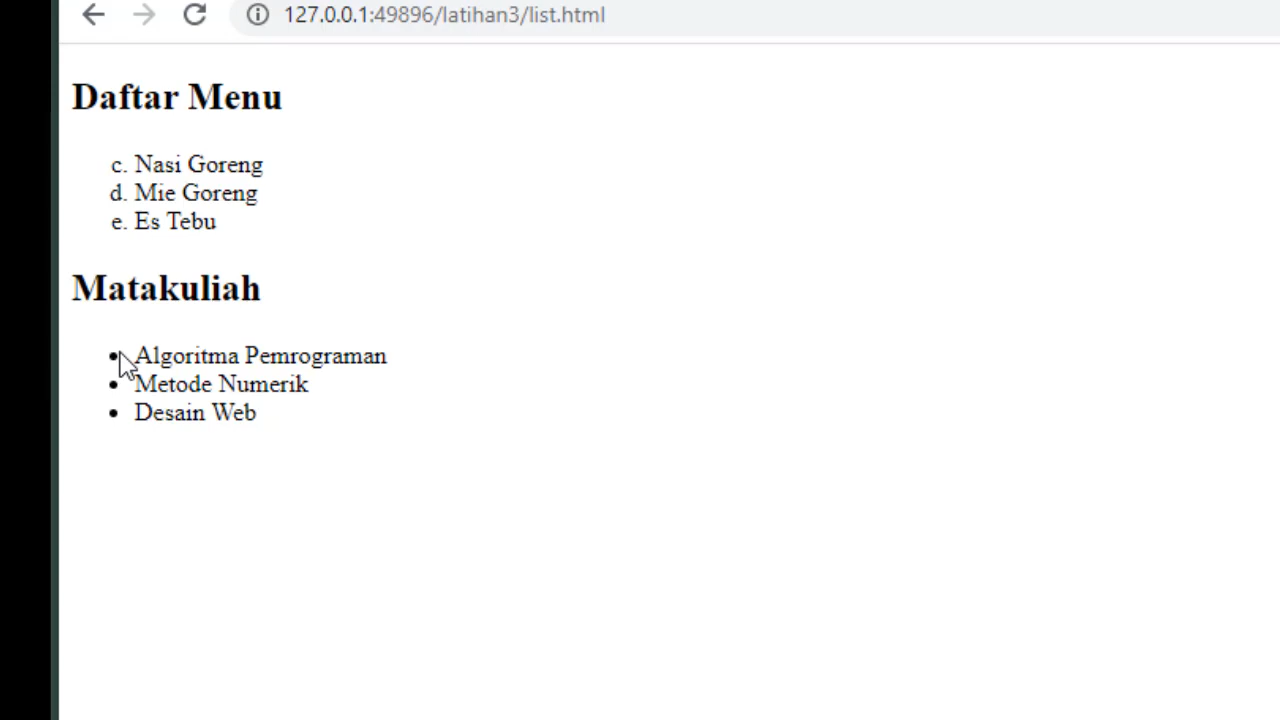 127.0.0.1:49896/latihan3/list.html
Daftar Menu
c. Nasi Goreng
d. Mie Goreng
e. Es Tebu
Matakuliah
• Algoritma Pemrograman
• Metode Numerik
• Desain Web